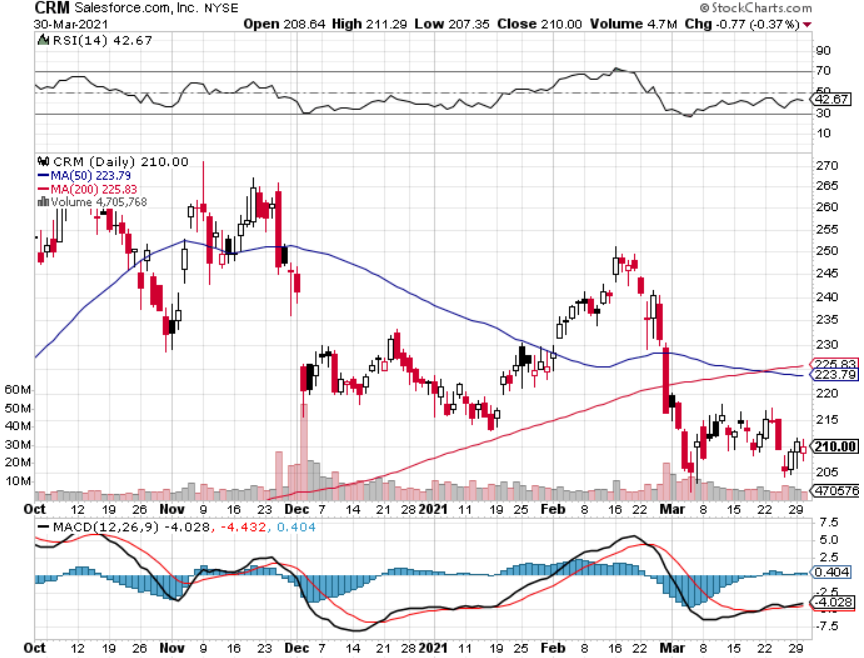 CRM Salesforce.com, Inc. NYSE © StockCharts.com
30-Mar-2021 Open 208.64 High 211.29 Low 207.35 Close 210.00 Volume 4.7M Chg -0.77 (-0.37%)
RSI(14) 42.67
90
70
50
42.67
30
10
CRM (Daily) 210.00
MA(50) 223.79
MA(200) 225.83
Volume 4,705,768
270
265
260
255
250
245
240
235
230
225.83
223.79
220
215
210.00
205
470576
60M
50M
40M
30M
20M
10M
Oct 12 19 26 Nov 9 16 23 Dec 7 14 21 28 2021 11 19 25 Feb 8 16 22 Mar 8 15 22 29
MACD(12,26,9) -4.028, -4.432, 0.404
7.5
5.0
2.5
0.404
-4.028
-7.5
Oct 12 19 26 Nov 9 16 23 Dec 7 14 21 28 2021 11 19 25 Feb 8 16 22 Mar 8 15 22 29